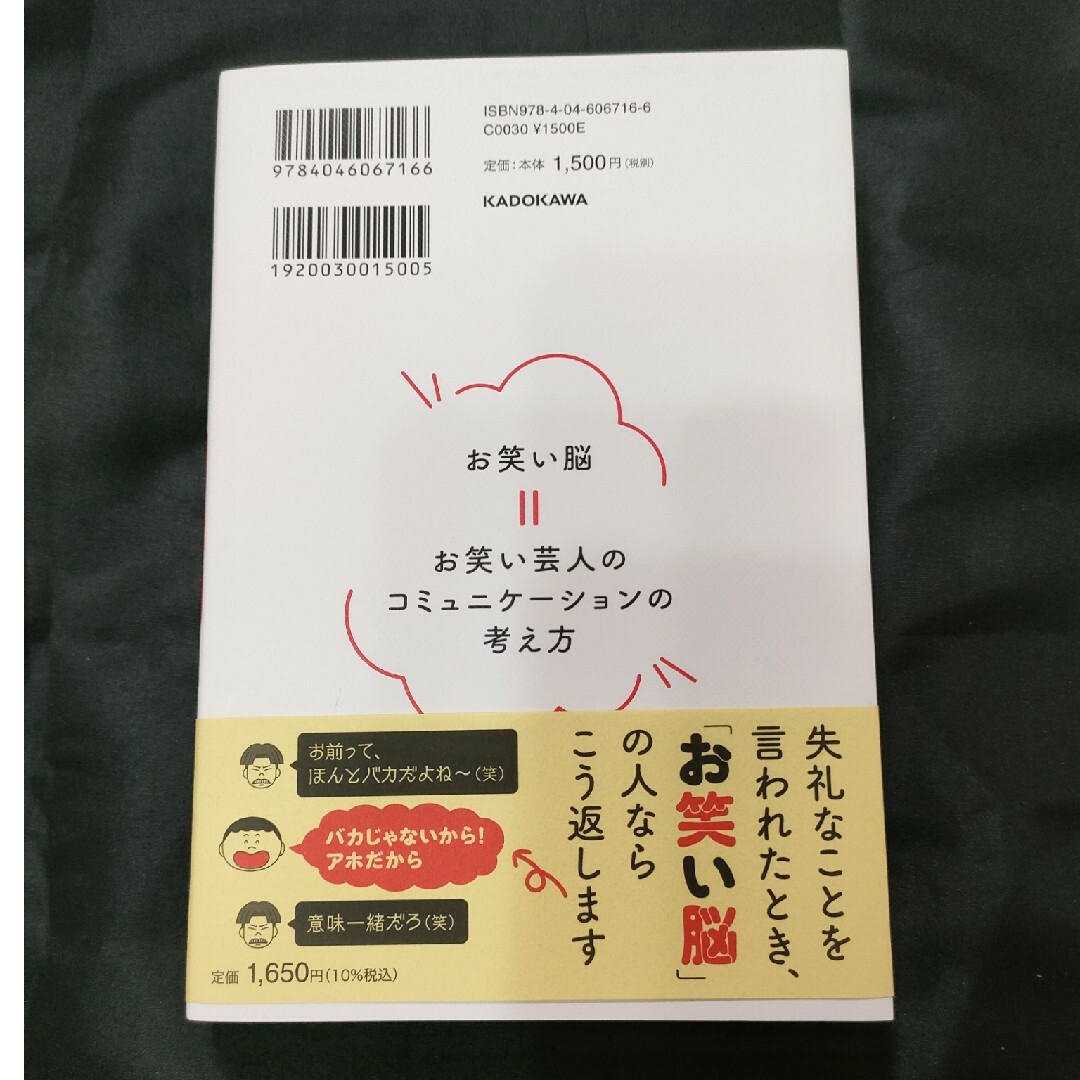 9784046067166
1920030015005
ISBN978-4-04-606716-6
C0030 ¥1500E
定価:本体 1,500円(税別)
KADOKAWA
お笑い脳
=
お笑い芸人の
コミュニケーションの
考え方
失礼なことを
言われたとき、
「お笑い脳」
の人なら
こう返します
お前って、
ほんとバカだよね～(笑)
バカじゃないから!
アホだから
意味一緒だろ(笑)
定価 1,650円(10%税込)